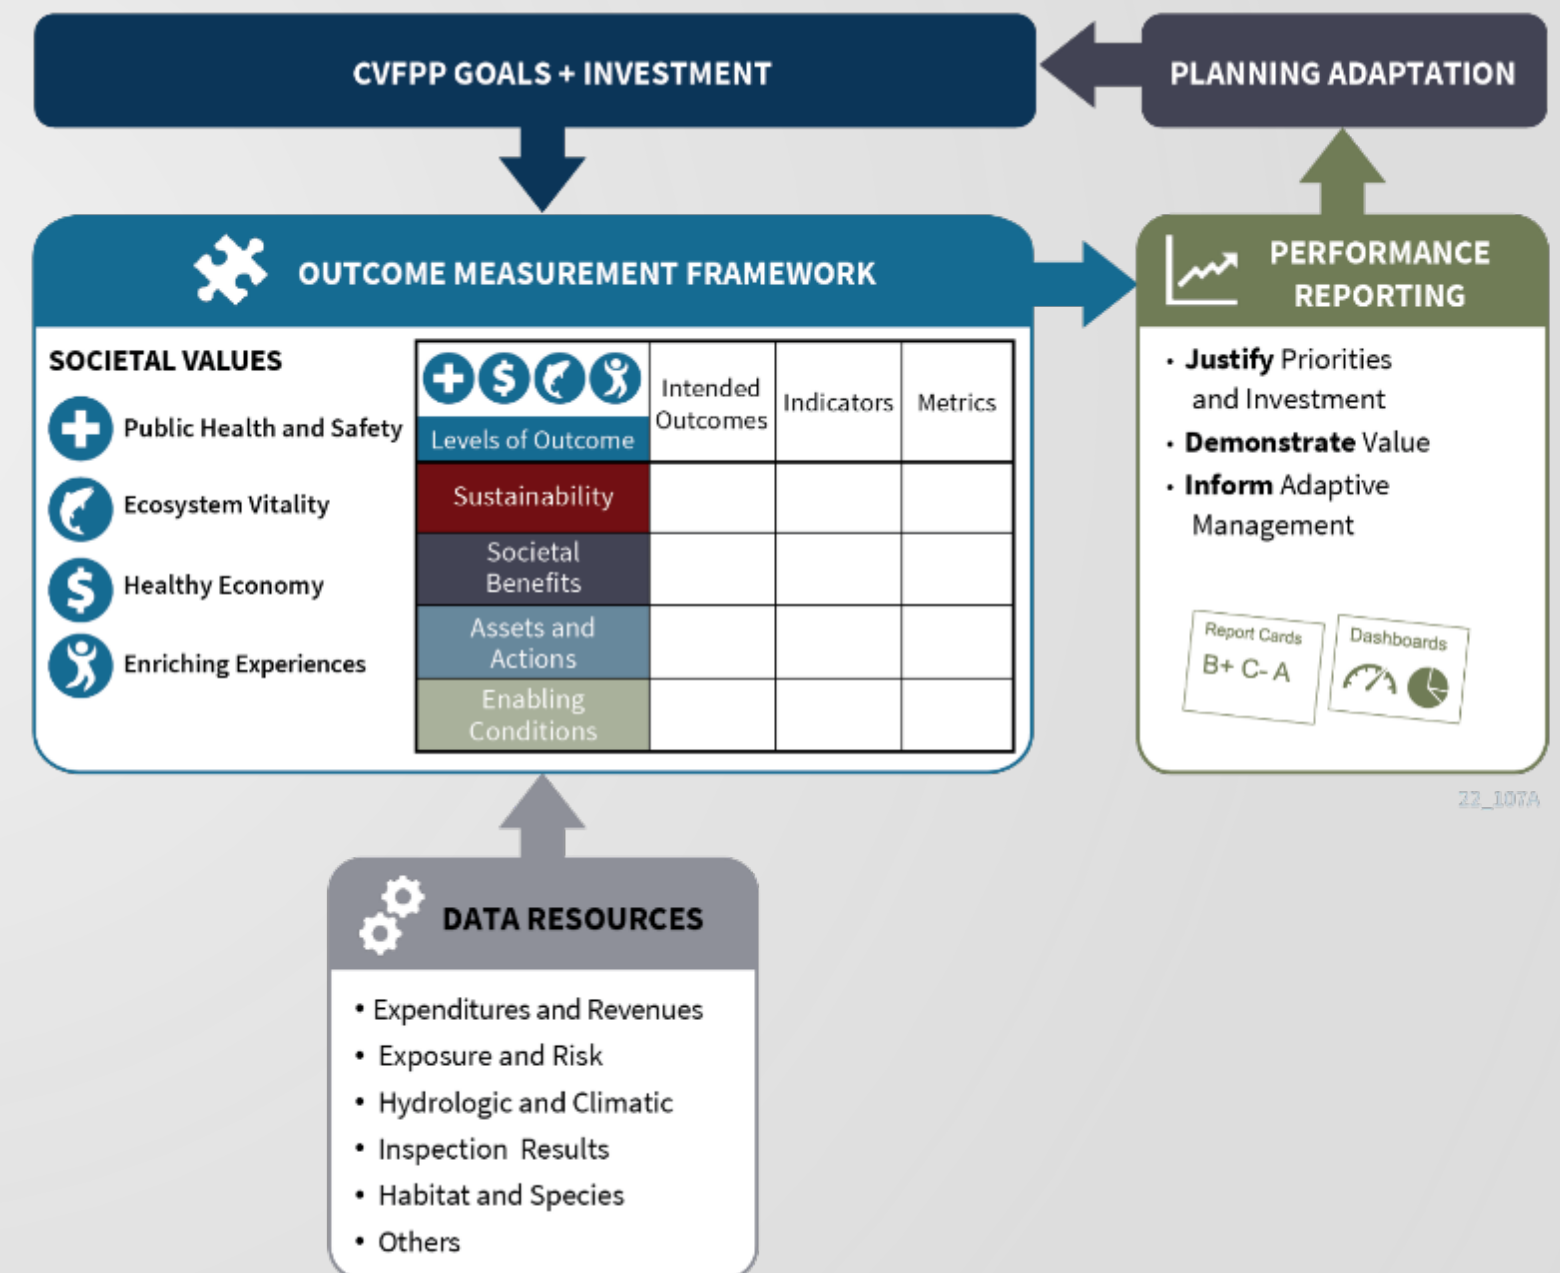 CVFPP GOALS + INVESTMENT
PLANNING ADAPTATION
OUTCOME MEASUREMENT FRAMEWORK
SOCIETAL VALUES
Public Health and Safety
Ecosystem Vitality
$
Healthy Economy
Enriching Experiences
$
Levels of Outcome
Intended
Outcomes
Indicators
Metrics
Sustainability
Societal
Benefits
Assets and
Actions
Enabling
Conditions
PERFORMANCE
REPORTING
• Justify Priorities
and Investment
• Demonstrate Value
• Inform Adaptive
Management
Report Cards
B+ C- A
Dashboards
22_107A
DATA RESOURCES
• Expenditures and Revenues
• Exposure and Risk
• Hydrologic and Climatic
• Inspection Results
• Habitat and Species
• Others